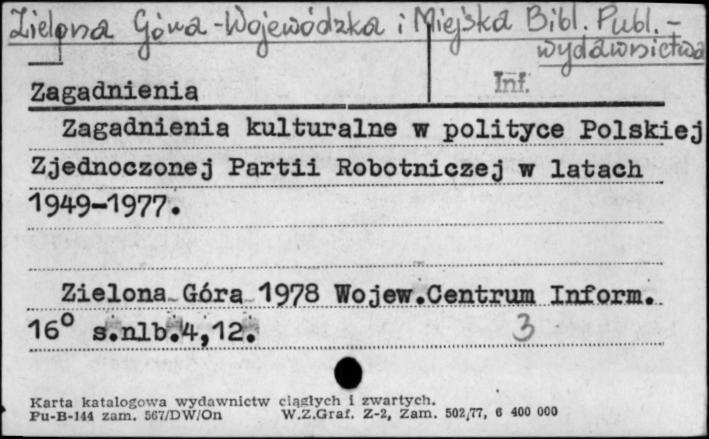 Zielona Góra - Wojewódzka i Miejska Bibl. Publ. -
wydawnictwa
Inf.
Zagadnienia
Zagadnienia kulturalne w polityce Polskiej
Zjednoczonej Partii Robotniczej w latach
1949-1977.
Zielona Góra 1978 Wojew.Centrum Inform.
16° s.nlb.4,12. 3
Karta katalogowa wydawnictw ciągłych i zwartych.
Pu-B-144 zam. 567/DW/On W.Z.Graf. Z-2, Zam. 502/77, 6 400 000